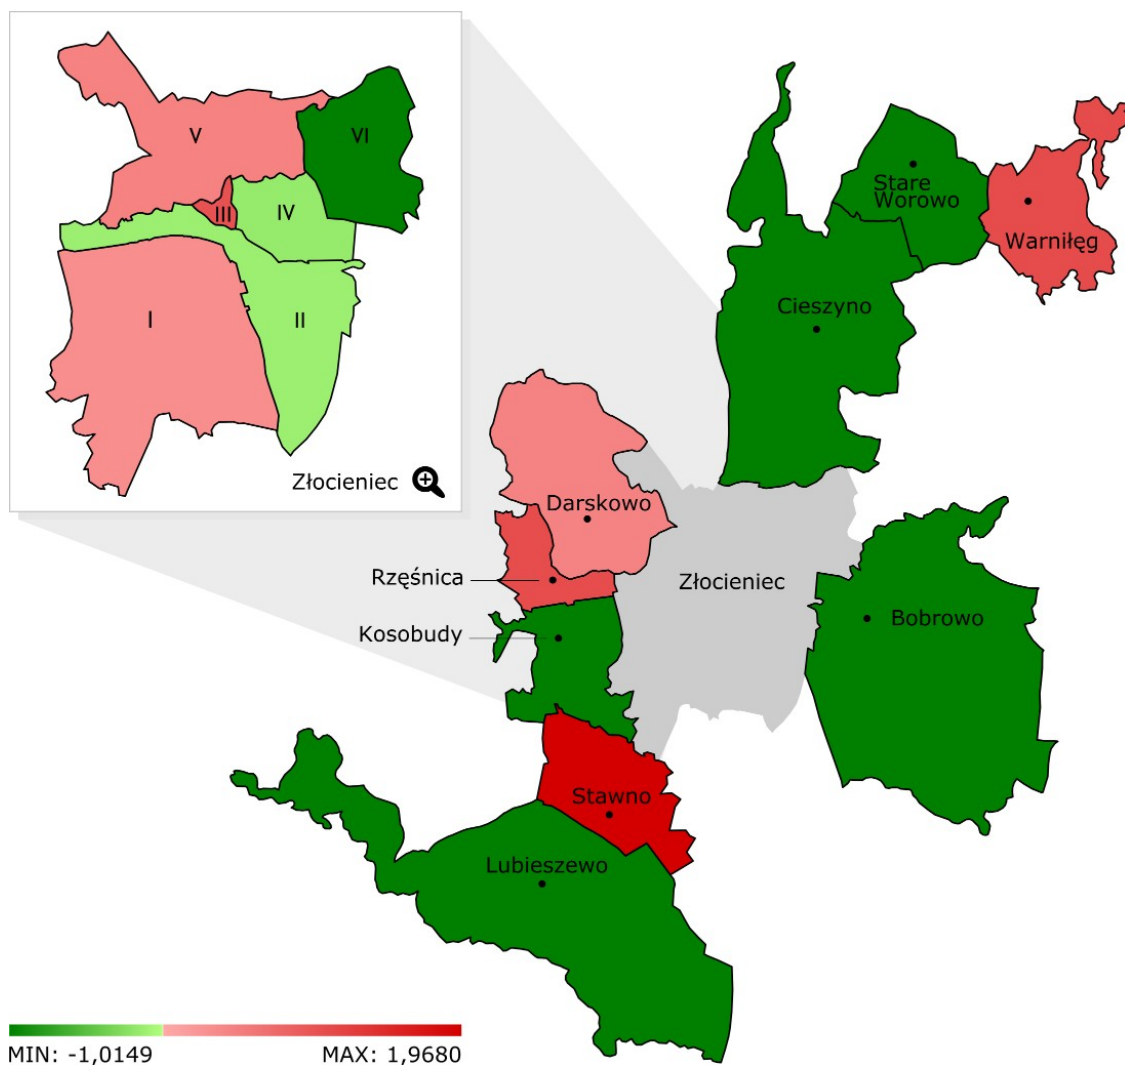 V
VI
III
IV
I
II
Złocieniec
Stare
Worowo
Warniłęg
Cieszyno
Darskowo
Rzęśnica
Złocieniec
Kosobudy
Bobrowo
Stawno
Lubieszewo
MIN: -1,0149
MAX: 1,9680